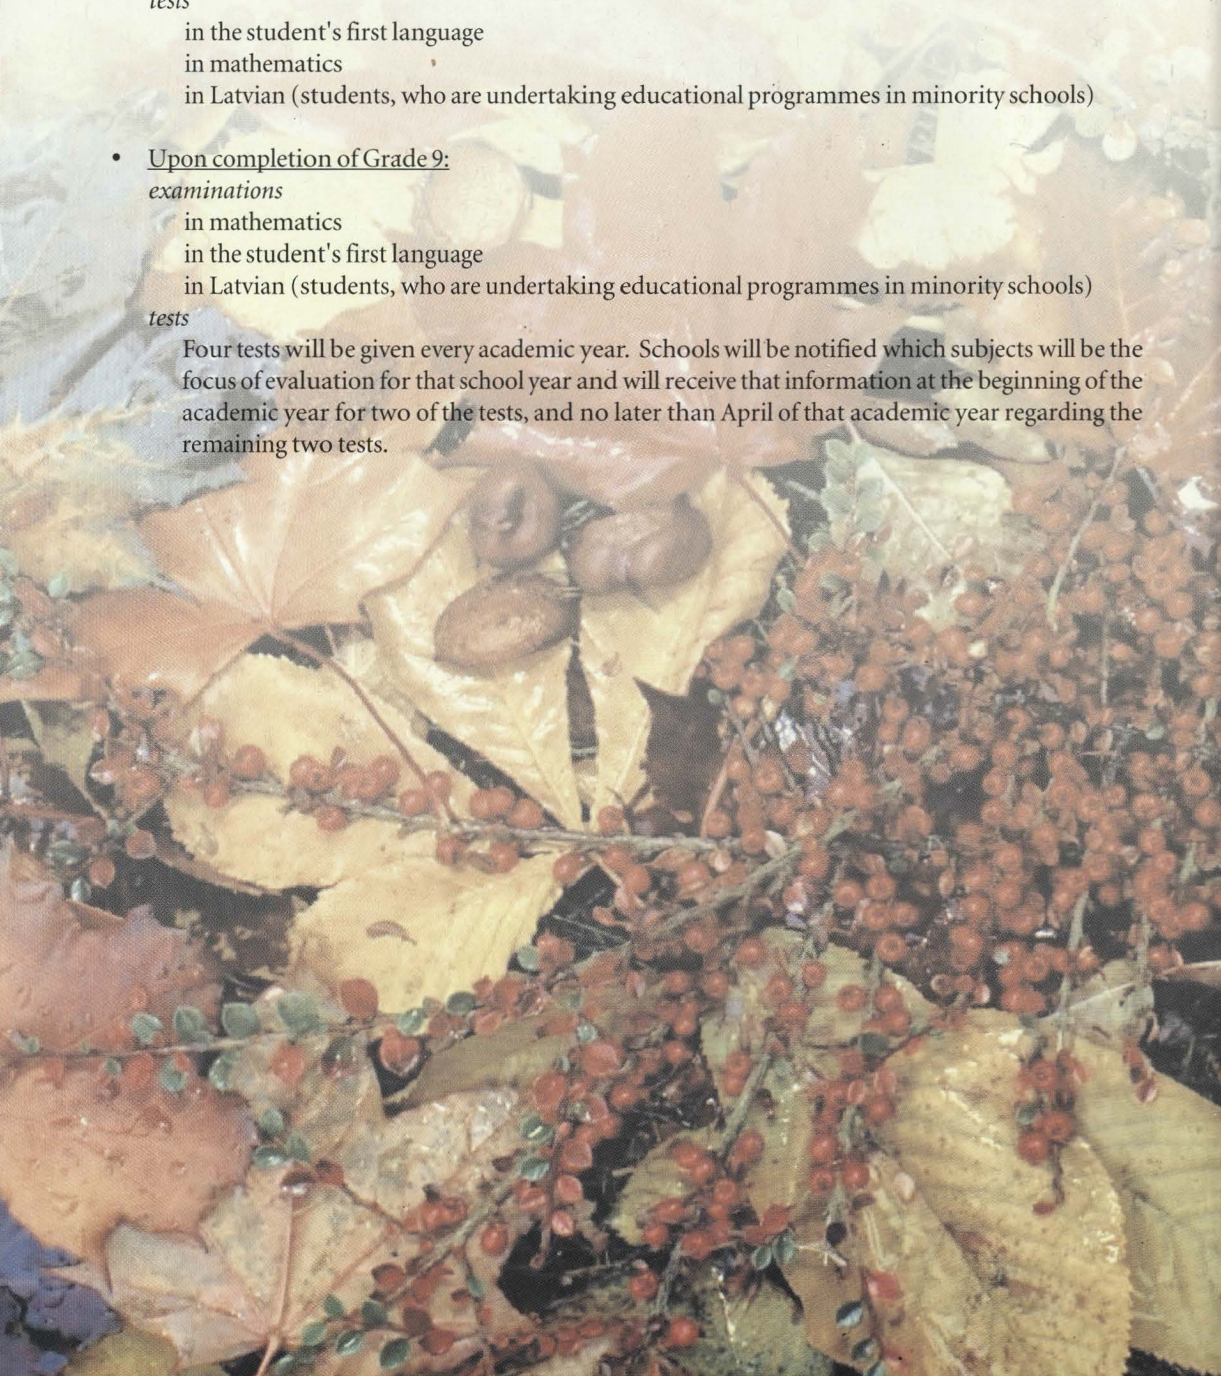 tests
in the student's first language
in mathematics
in Latvian (students, who are undertaking educational programmes in minority schools)
• Upon completion of Grade 9:
examinations
in mathematics
in the student's first language
in Latvian (students, who are undertaking educational programmes in minority schools)
tests
Four tests will be given every academic year. Schools will be notified which subjects will be the
focus of evaluation for that school year and will receive that information at the beginning of the
academic year for two of the tests, and no later than April of that academic year regarding the
remaining two tests.